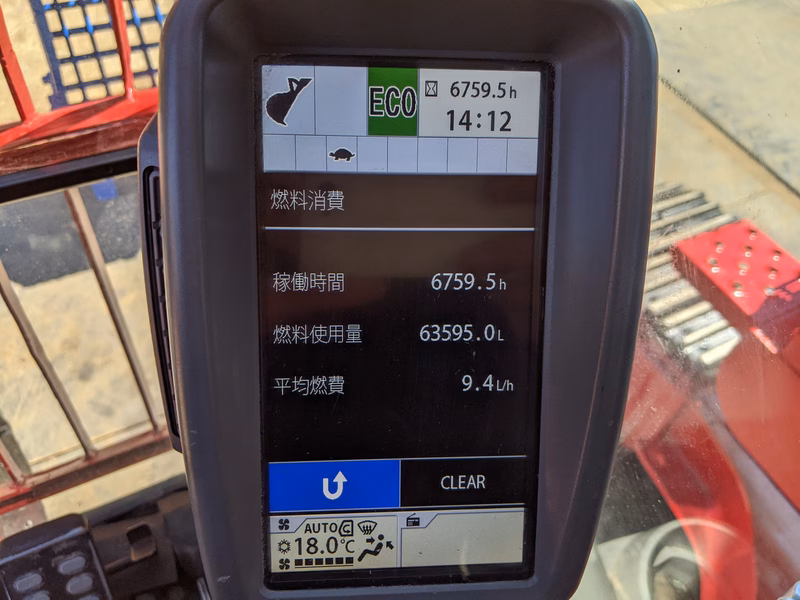 ECO
6759.5h
14:12
燃料消費
稼働時間 6759.5h
燃料使用量 63595.0L
平均燃費 9.4L/h
CLEAR
AUTO
18.0℃